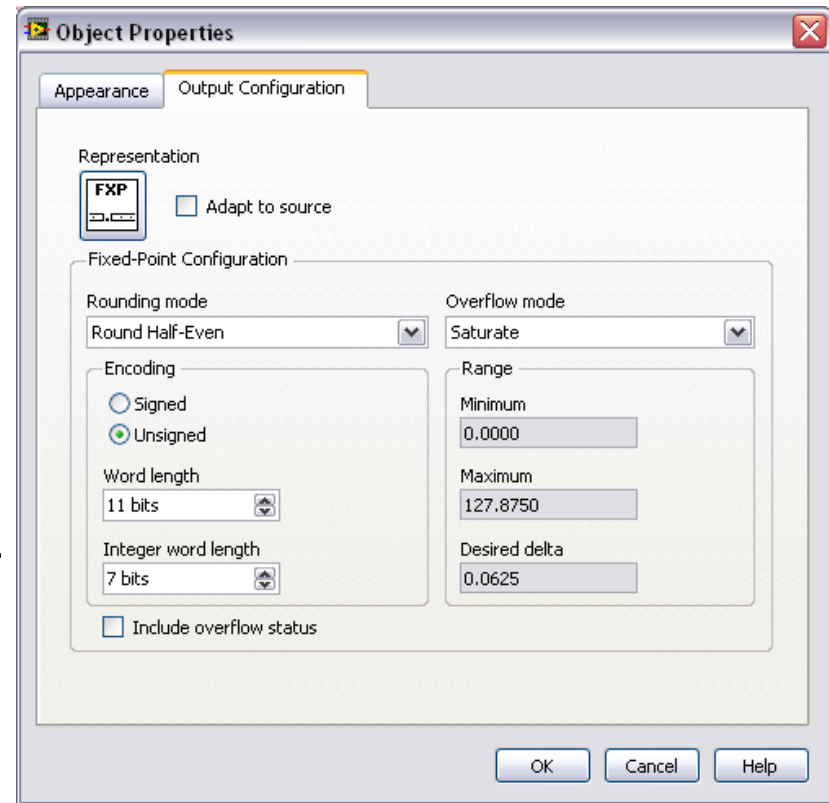 Object Properties
Appearance
Output Configuration
Representation
FXP
Adapt to source
Fixed-Point Configuration
Rounding mode
Round Half-Even
Overflow mode
Saturate
Encoding
Signed
Unsigned
Word length
11 bits
Integer word length
7 bits
Range
Minimum
0.0000
Maximum
127.8750
Desired delta
0.0625
Include overflow status
OK
Cancel
Help